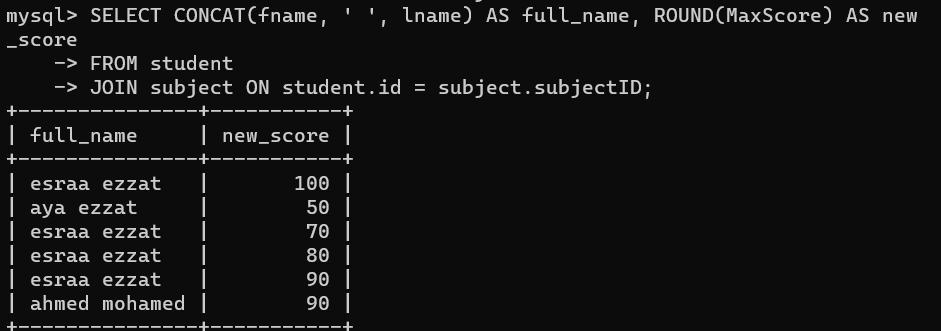 mysql> SELECT CONCAT(fname, ' ', lname) AS full_name, ROUND(MaxScore) AS new
_score
    -> FROM student
    -> JOIN subject ON student.id = subject.subjectID;
+--------------+-----------+
| full_name    | new_score |
+--------------+-----------+
| esraa ezzat  |       100 |
| aya ezzat    |        50 |
| esraa ezzat  |        70 |
| esraa ezzat  |        80 |
| esraa ezzat  |        90 |
| ahmed mohamed |        90 |
+--------------+-----------+